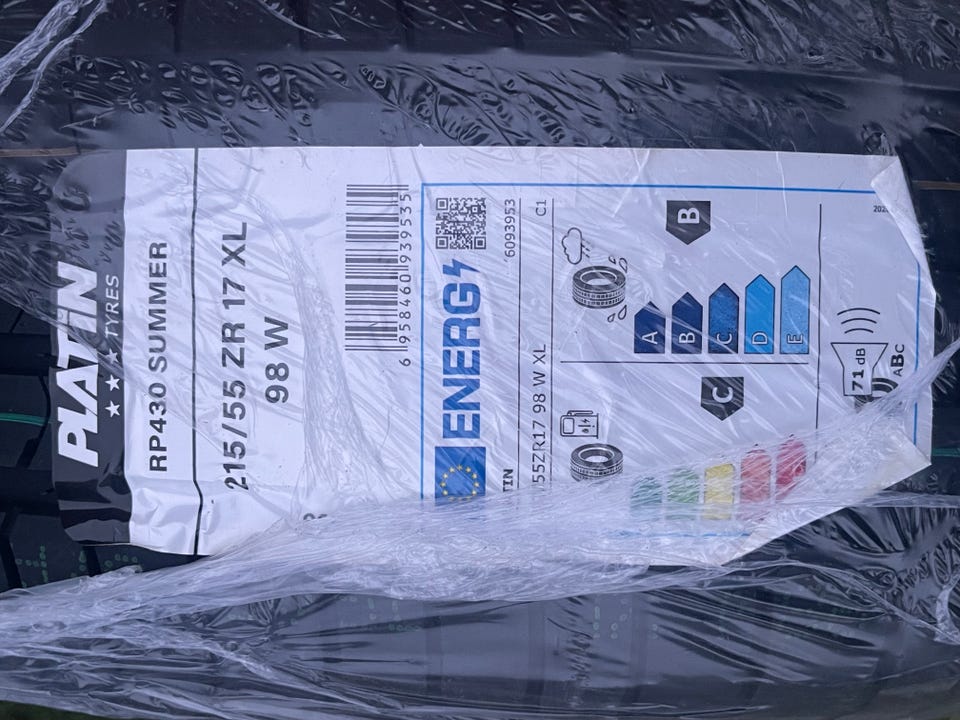 PLATIN
TYRES
RP430 SUMMER
215/55 ZR 17 XL
98 W
6 958460 939535
ENERG
6093953
55ZR17 98 W XL
C1
B
A
B
C
D
E
C
71 dB
ABC